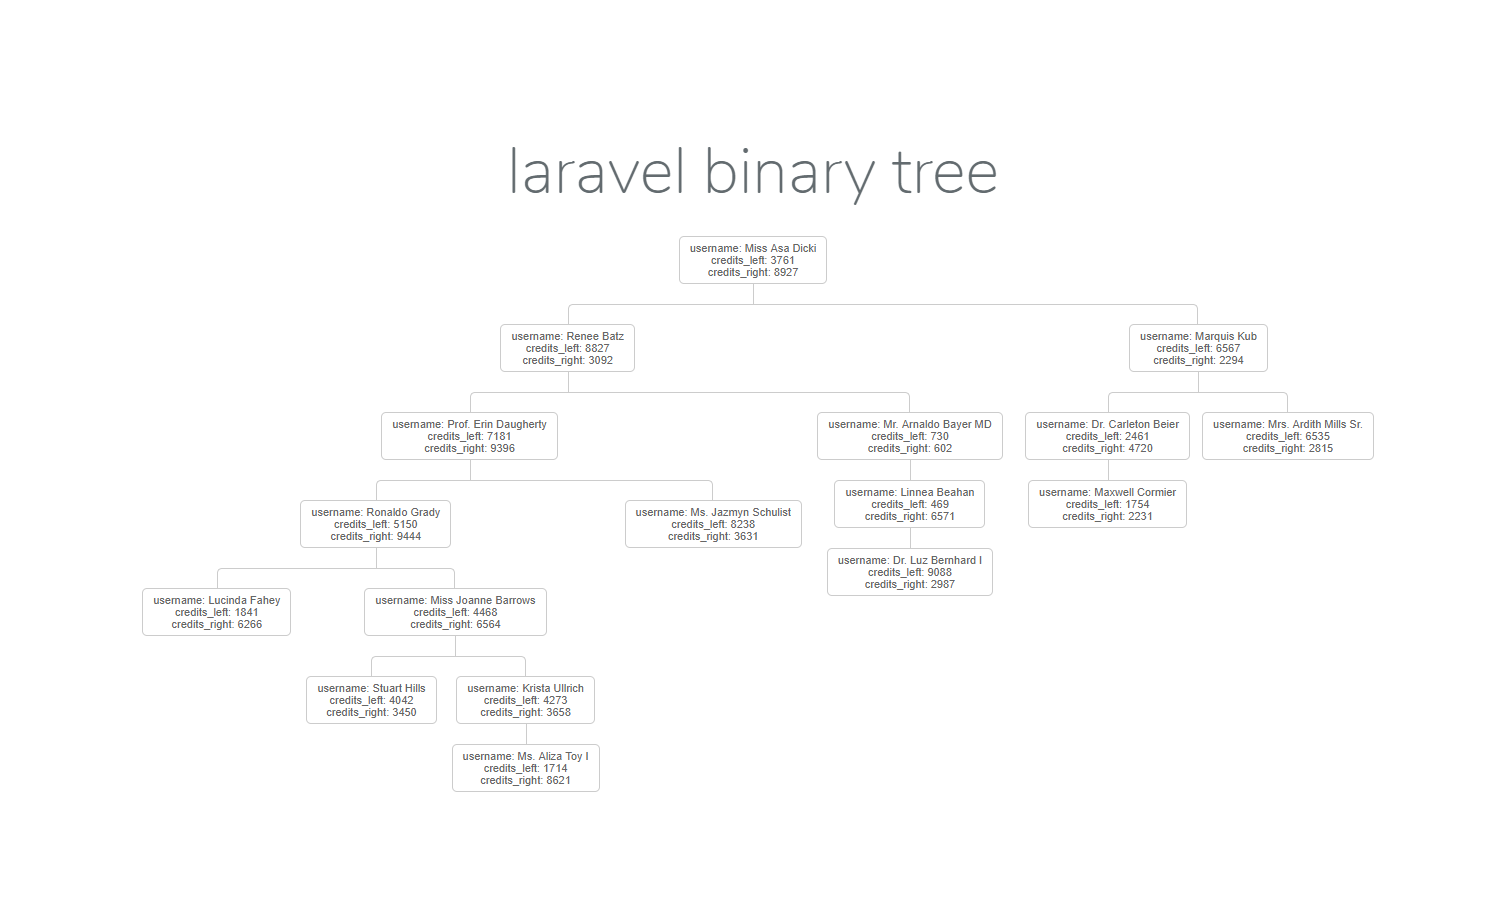 laravel binary tree
username: Miss Asa Dicki
credits_left: 3761
credits_right: 8927
username: Renee Batz
credits_left: 8827
credits_right: 3092
username: Marquis Kub
credits_left: 6567
credits_right: 2294
username: Prof. Erin Daugherty
credits_left: 7181
credits_right: 9396
username: Mr. Arnaldo Bayer MD
credits_left: 730
credits_right: 602
username: Dr. Carleton Beier
credits_left: 2461
credits_right: 4720
username: Mrs. Ardith Mills Sr.
credits_left: 6535
credits_right: 2815
username: Ronaldo Grady
credits_left: 5150
credits_right: 9444
username: Ms. Jazmyn Schulist
credits_left: 8238
credits_right: 3631
username: Linnea Beahan
credits_left: 469
credits_right: 6571
username: Maxwell Cormier
credits_left: 1754
credits_right: 2231
username: Dr. Luz Bernhard I
credits_left: 9088
credits_right: 2987
username: Lucinda Fahey
credits_left: 1841
credits_right: 6266
username: Miss Joanne Barrows
credits_left: 4468
credits_right: 6564
username: Stuart Hills
credits_left: 4042
credits_right: 3450
username: Krista Ullrich
credits_left: 4273
credits_right: 3658
username: Ms. Aliza Toy I
credits_left: 1714
credits_right: 8621